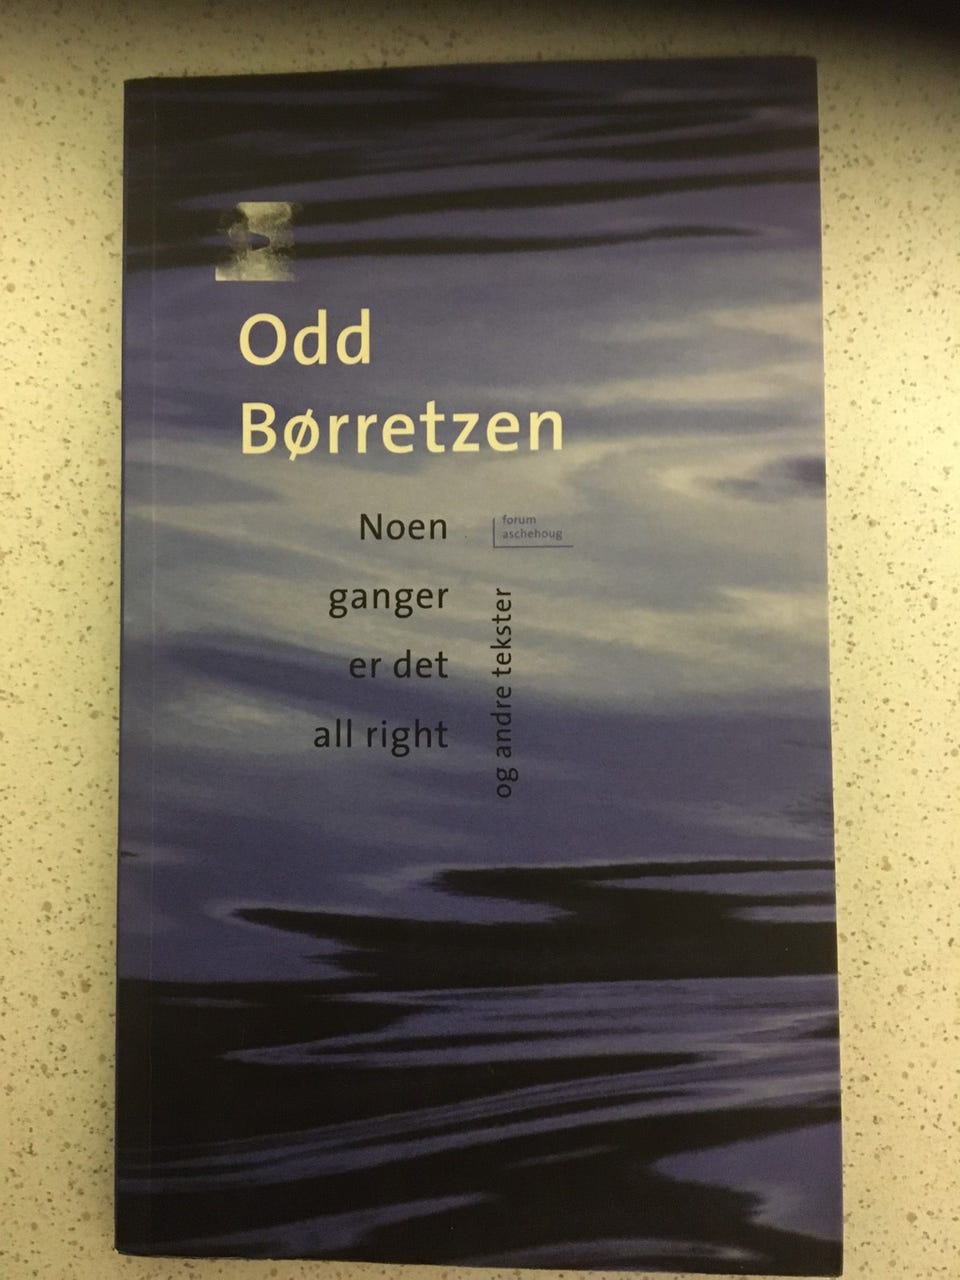 Odd
Børretzen
Noen
ganger
er det
all right
og andre tekster
forum
aschehoug